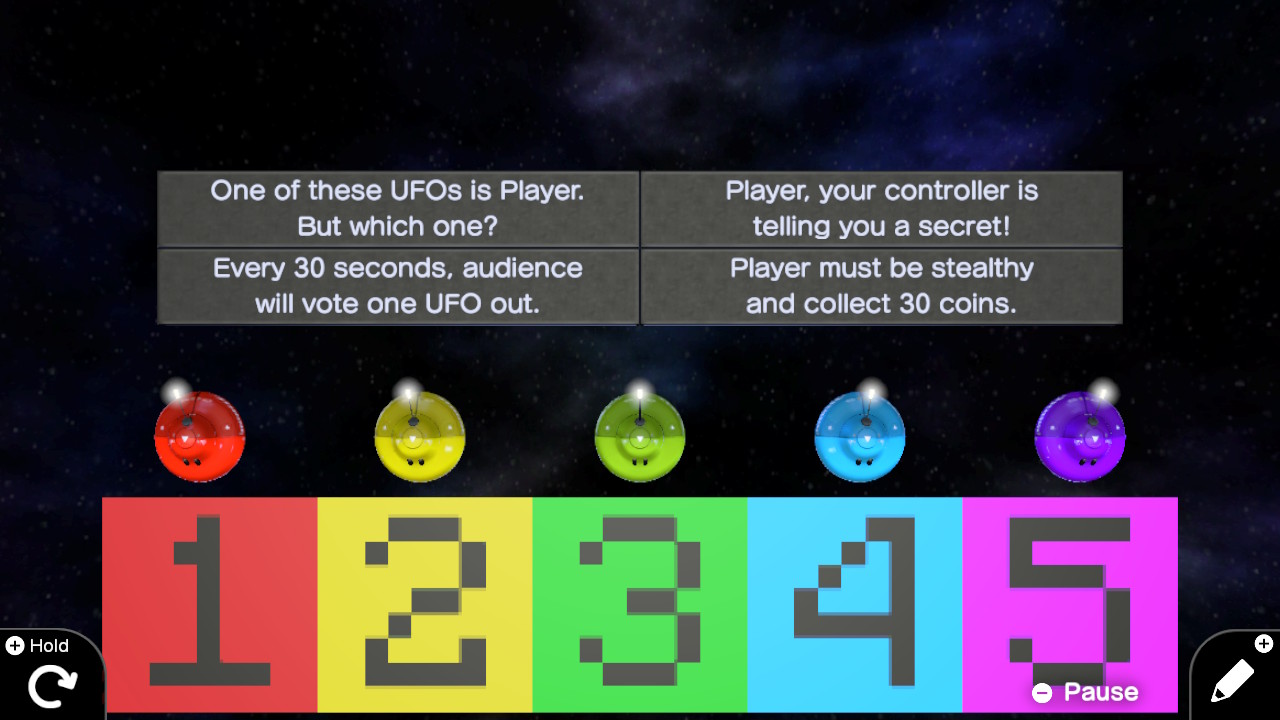 One of these UFOs is Player.
But which one?
Player, your controller is
telling you a secret!
Every 30 seconds, audience
will vote one UFO out.
Player must be stealthy
and collect 30 coins.
1 2 3 4 5
Hold
Pause